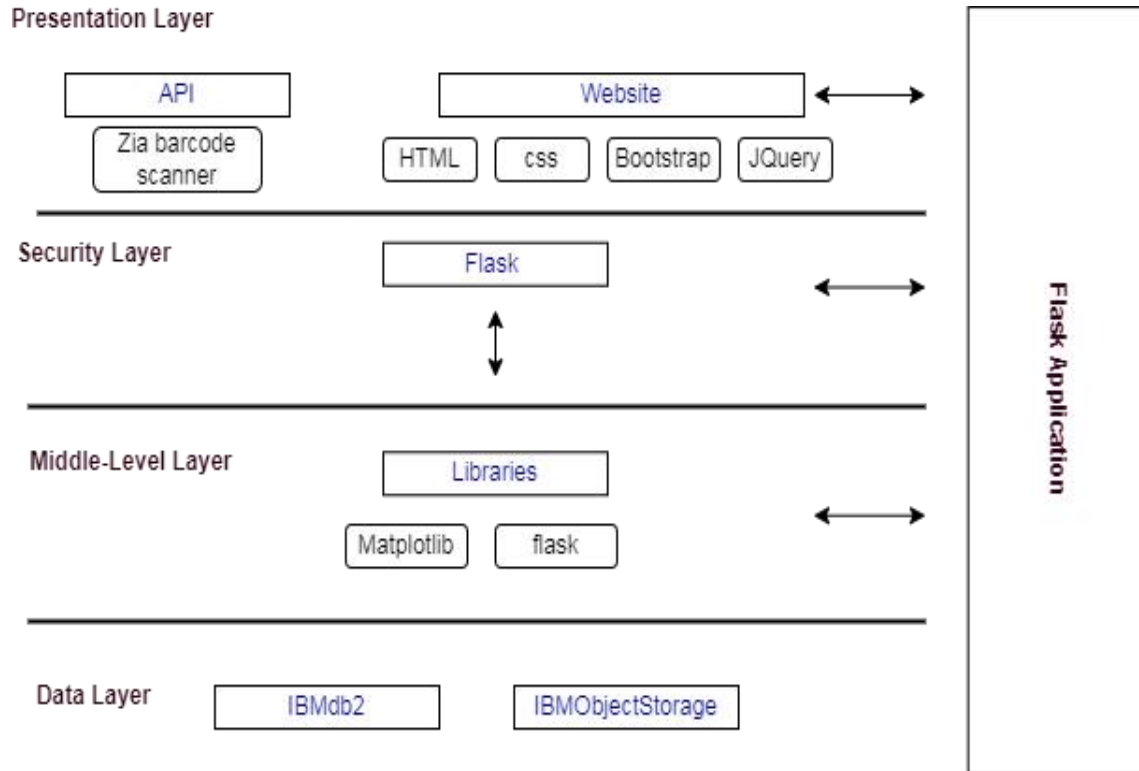 Presentation Layer
API
Website
Zia barcode
scanner
HTML
css
Bootstrap
JQuery
Security Layer
Flask
Middle-Level Layer
Libraries
Matplotlib
flask
Data Layer
IBMdb2
IBMObjectStorage
Flask Application